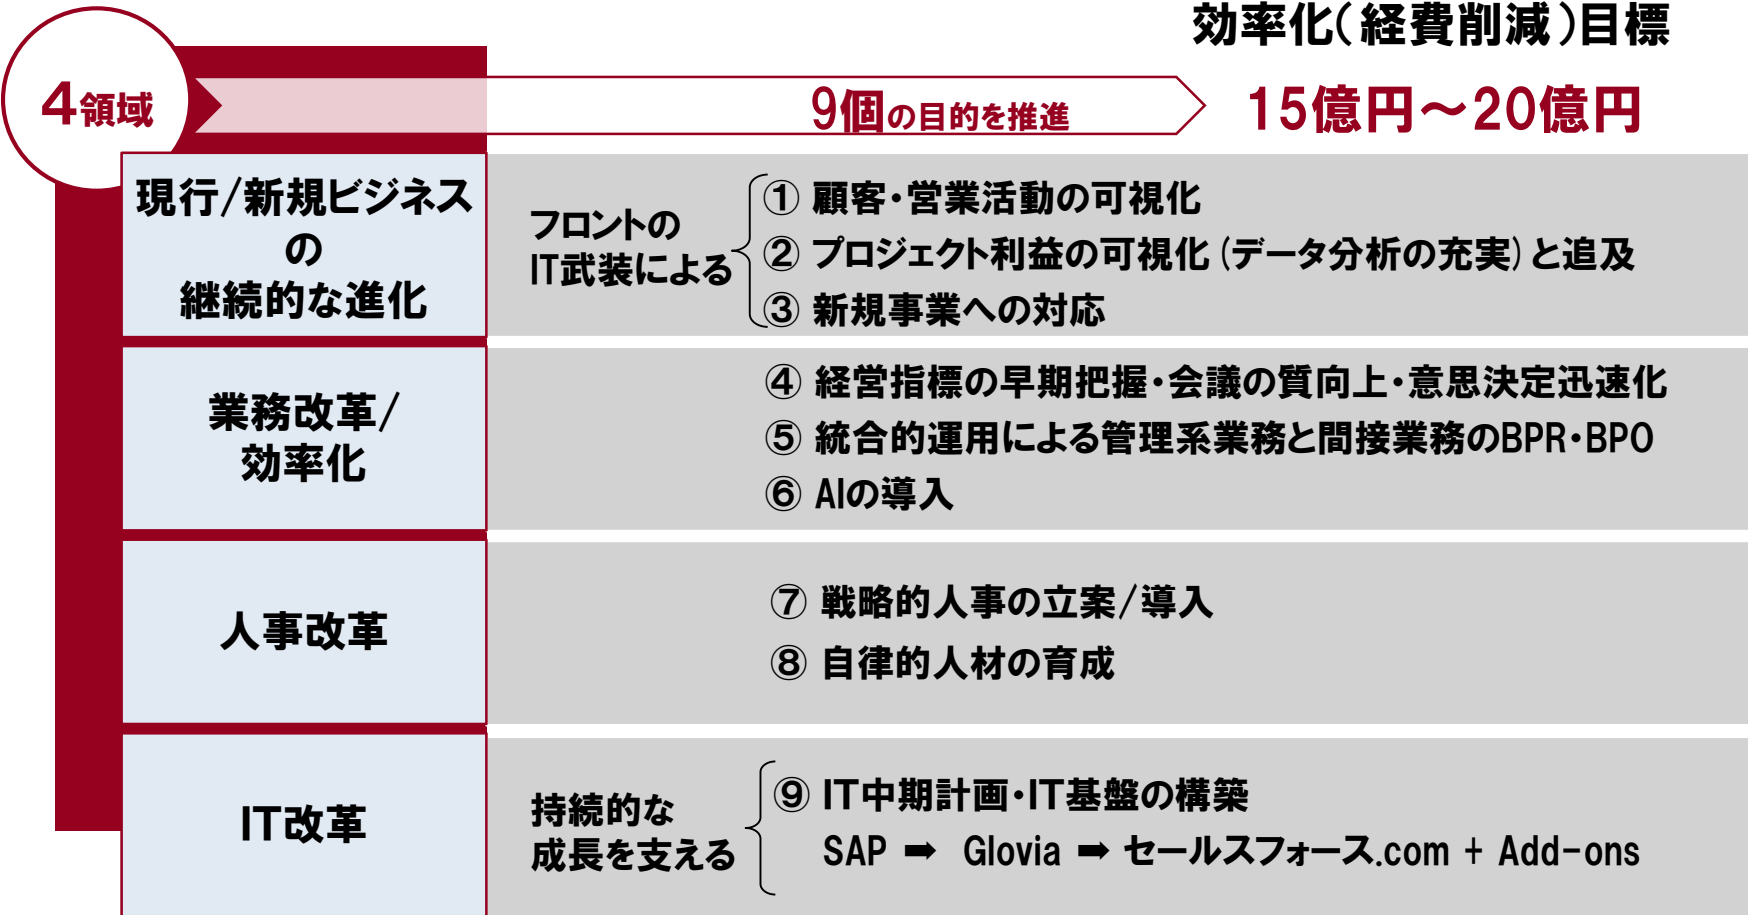 効率化(経費削減)目標
4領域
9個の目的を推進
15億円～20億円
現行/新規ビジネス
の
継続的な進化
フロントの
IT武装による
① 顧客・営業活動の可視化
② プロジェクト利益の可視化(データ分析の充実)と追及
③ 新規事業への対応
業務改革/
効率化
④ 経営指標の早期把握・会議の質向上・意思決定迅速化
⑤ 統合的運用による管理系業務と間接業務のBPR・BPO
⑥ AIの導入
人事改革
⑦ 戦略的人事の立案/導入
⑧ 自律的人材の育成
IT改革
持続的な
成長を支える
⑨ IT中期計画・IT基盤の構築
SAP ➡ Glovia ➡ セールスフォース.com + Add-ons